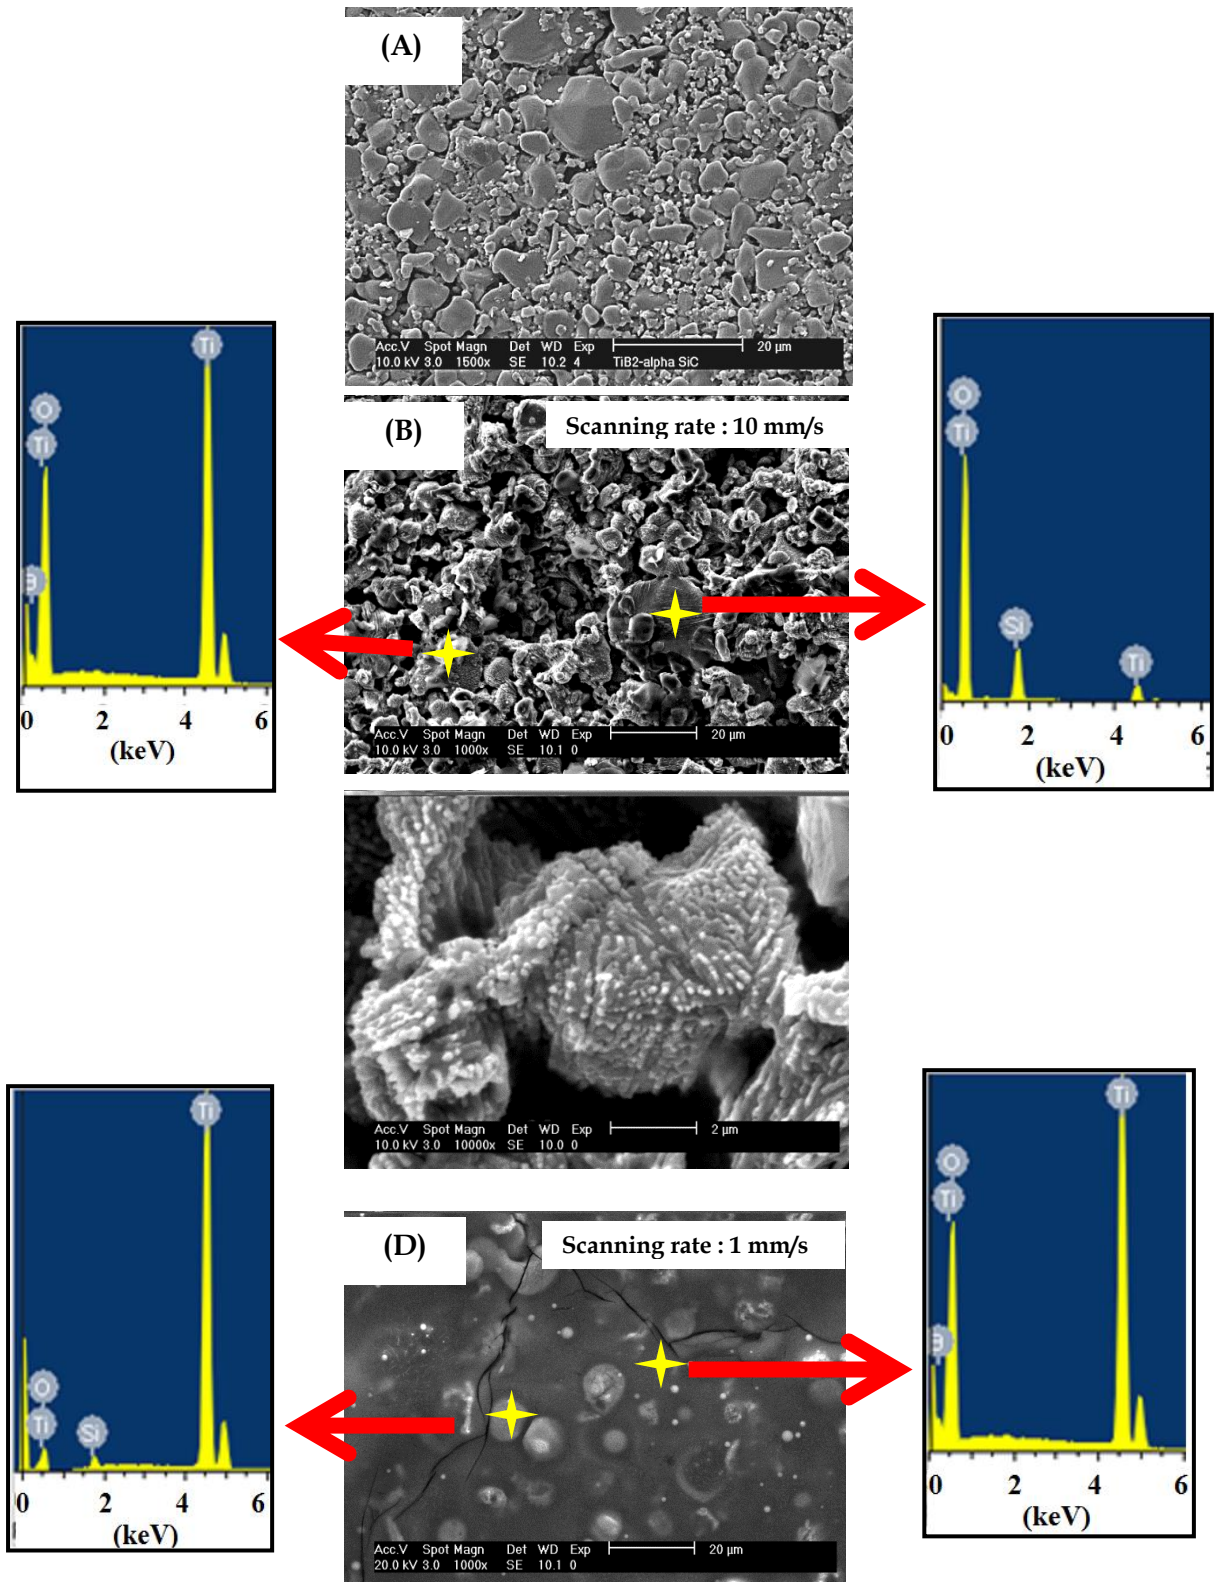 (A)
Acc.V Spot Magn Det WD Exp 20 µm
10.0 kV 3.0 1500x SE 10.2 4 TiB2-alpha SiC
Ti
O
Ti
B
0 2 4 6
(keV)
(B)
Scanning rate : 10 mm/s
Acc.V Spot Magn Det WD Exp 20 µm
10.0 kV 3.0 1000x SE 10.1 0
O
Ti
Si
Ti
0 2 4 6
(keV)
Acc.V Spot Magn Det WD Exp 2 µm
10.0 kV 3.0 10000x SE 10.0 0
Ti
O
Ti
Si
0 2 4 6
(keV)
(D)
Scanning rate : 1 mm/s
Acc.V Spot Magn Det WD Exp 20 µm
20.0 kV 3.0 1000x SE 10.1 0
Ti
O
Ti
B
0 2 4 6
(keV)